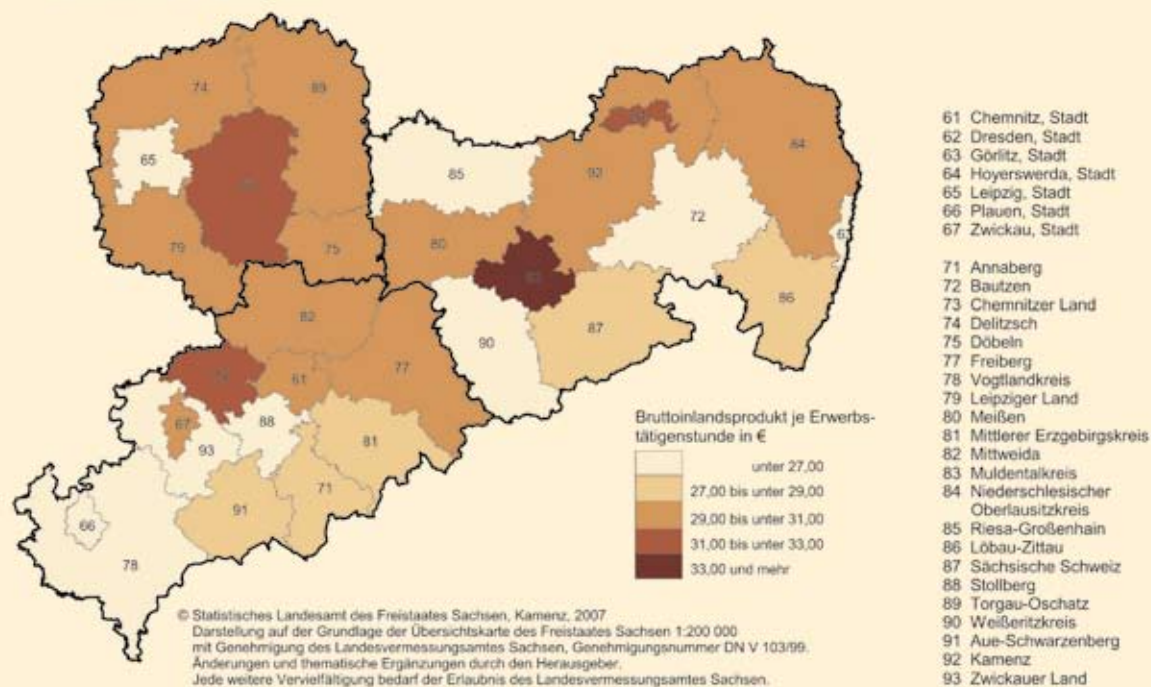 74
89
65
85
92
84
72
63
79
75
80
86
90
87
82
77
61
67
88
93
81
71
91
66
78
Bruttoinlandsprodukt je Erwerbs-
tätigenstunde in €
unter 27,00
27,00 bis unter 29,00
29,00 bis unter 31,00
31,00 bis unter 33,00
33,00 und mehr
© Statistisches Landesamt des Freistaates Sachsen, Kamenz, 2007
Darstellung auf der Grundlage der Übersichtskarte des Freistaates Sachsen 1:200 000
mit Genehmigung des Landesvermessungsamtes Sachsen, Genehmigungsnummer DN V 103/99.
Änderungen und thematische Ergänzungen durch den Herausgeber.
Jede weitere Vervielfältigung bedarf der Erlaubnis des Landesvermessungsamtes Sachsen.
61 Chemnitz, Stadt
62 Dresden, Stadt
63 Görlitz, Stadt
64 Hoyerswerda, Stadt
65 Leipzig, Stadt
66 Plauen, Stadt
67 Zwickau, Stadt
71 Annaberg
72 Bautzen
73 Chemnitzer Land
74 Delitzsch
75 Döbeln
77 Freiberg
78 Vogtlandkreis
79 Leipziger Land
80 Meißen
81 Mittlerer Erzgebirgskreis
82 Mittweida
83 Muldentalkreis
84 Niederschlesischer
Oberlausitzkreis
85 Riesa-Großenhain
86 Löbau-Zittau
87 Sächsische Schweiz
88 Stollberg
89 Torgau-Oschatz
90 Weißeritzkreis
91 Aue-Schwarzenberg
92 Kamenz
93 Zwickauer Land